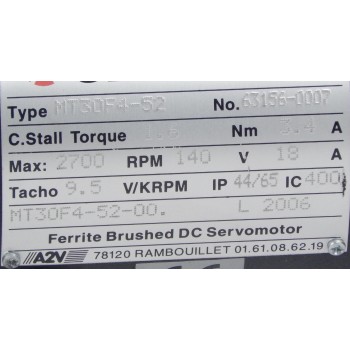 Type MT30F4-52 No. 63156-0007
C.Stall Torque 1.6 Nm 3.4 A
Max: 2700 RPM 140 V 18 A
Tacho 9.5 V/KRPM IP 44/65 IC 400
MT30F4-52-00. L 2006
Ferrite Brushed DC Servomotor
A2V 78120 RAMBOUILLET 01.61.08.62.19